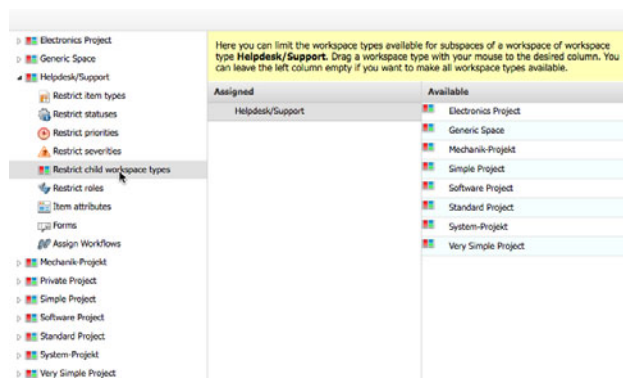 Electronics Project
Generic Space
Helpdesk/Support
Restrict item types
Restrict statuses
Restrict priorities
Restrict severities
Restrict child workspace types
Restrict roles
Item attributes
Forms
Assign Workflows
Mechanik-Projekt
Private Project
Simple Project
Software Project
Standard Project
System-Projekt
Very Simple Project
Here you can limit the workspace types available for subspaces of a workspace of workspace
type Helpdesk/Support. Drag a workspace type with your mouse to the desired column. You
can leave the left column empty if you want to make all workspace types available.
Assigned
Helpdesk/Support
Available
Electronics Project
Generic Space
Mechanik-Projekt
Simple Project
Software Project
Standard Project
System-Projekt
Very Simple Project